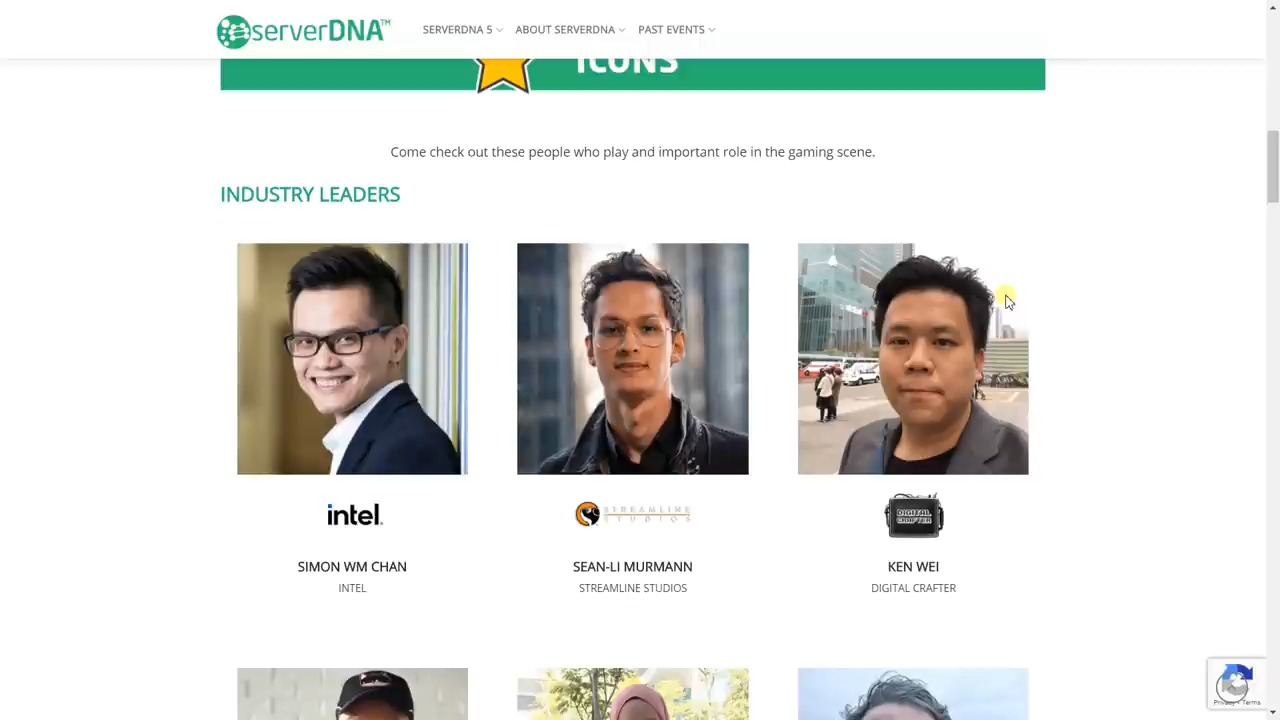 serverDNA™
SERVERDNA 5
ABOUT SERVERDNA
PAST EVENTS
ICONS
Come check out these people who play and important role in the gaming scene.
INDUSTRY LEADERS
intel.
STREAMLINE
STUDIOS
DIGITAL
CRAFTER
SIMON WM CHAN
SEAN-LI MURMANN
KEN WEI
INTEL
STREAMLINE STUDIOS
DIGITAL CRAFTER
Privacy - Terms